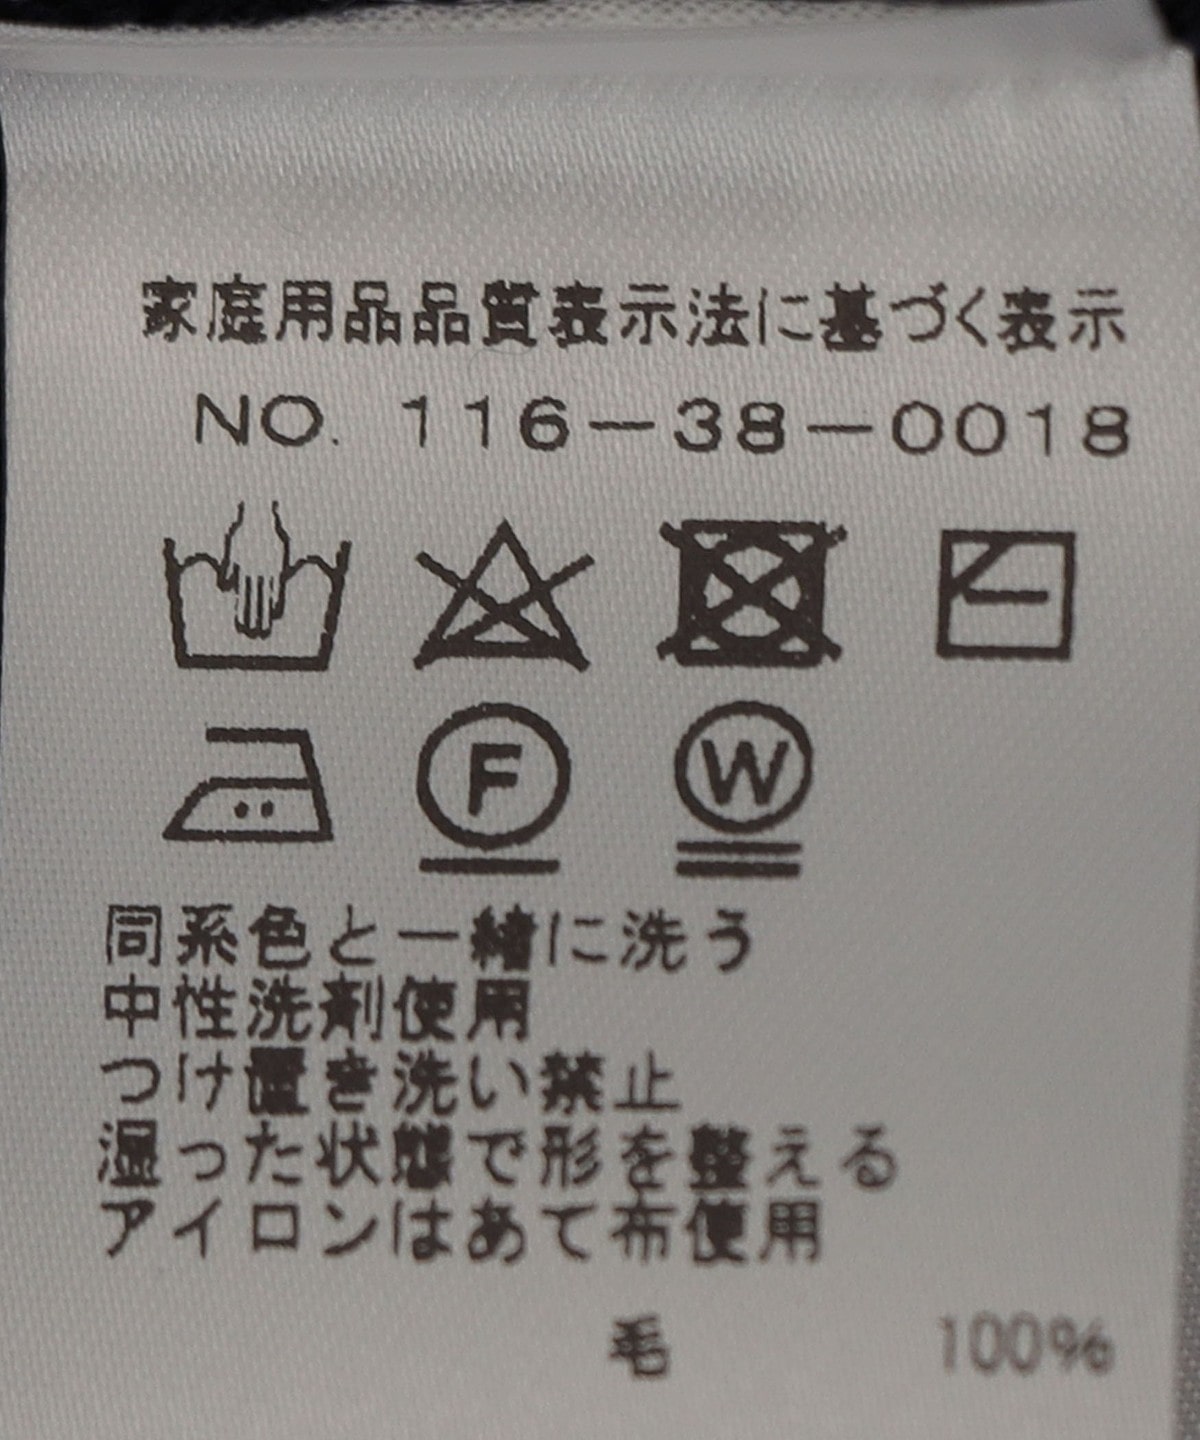 家庭用品品質表示法に基づく表示
NO. 116-38-0018
F W
同系色と一緒に洗う
中性洗剤使用
つけ置き洗い禁止
湿った状態で形を整える
アイロンはあて布使用
毛 100%